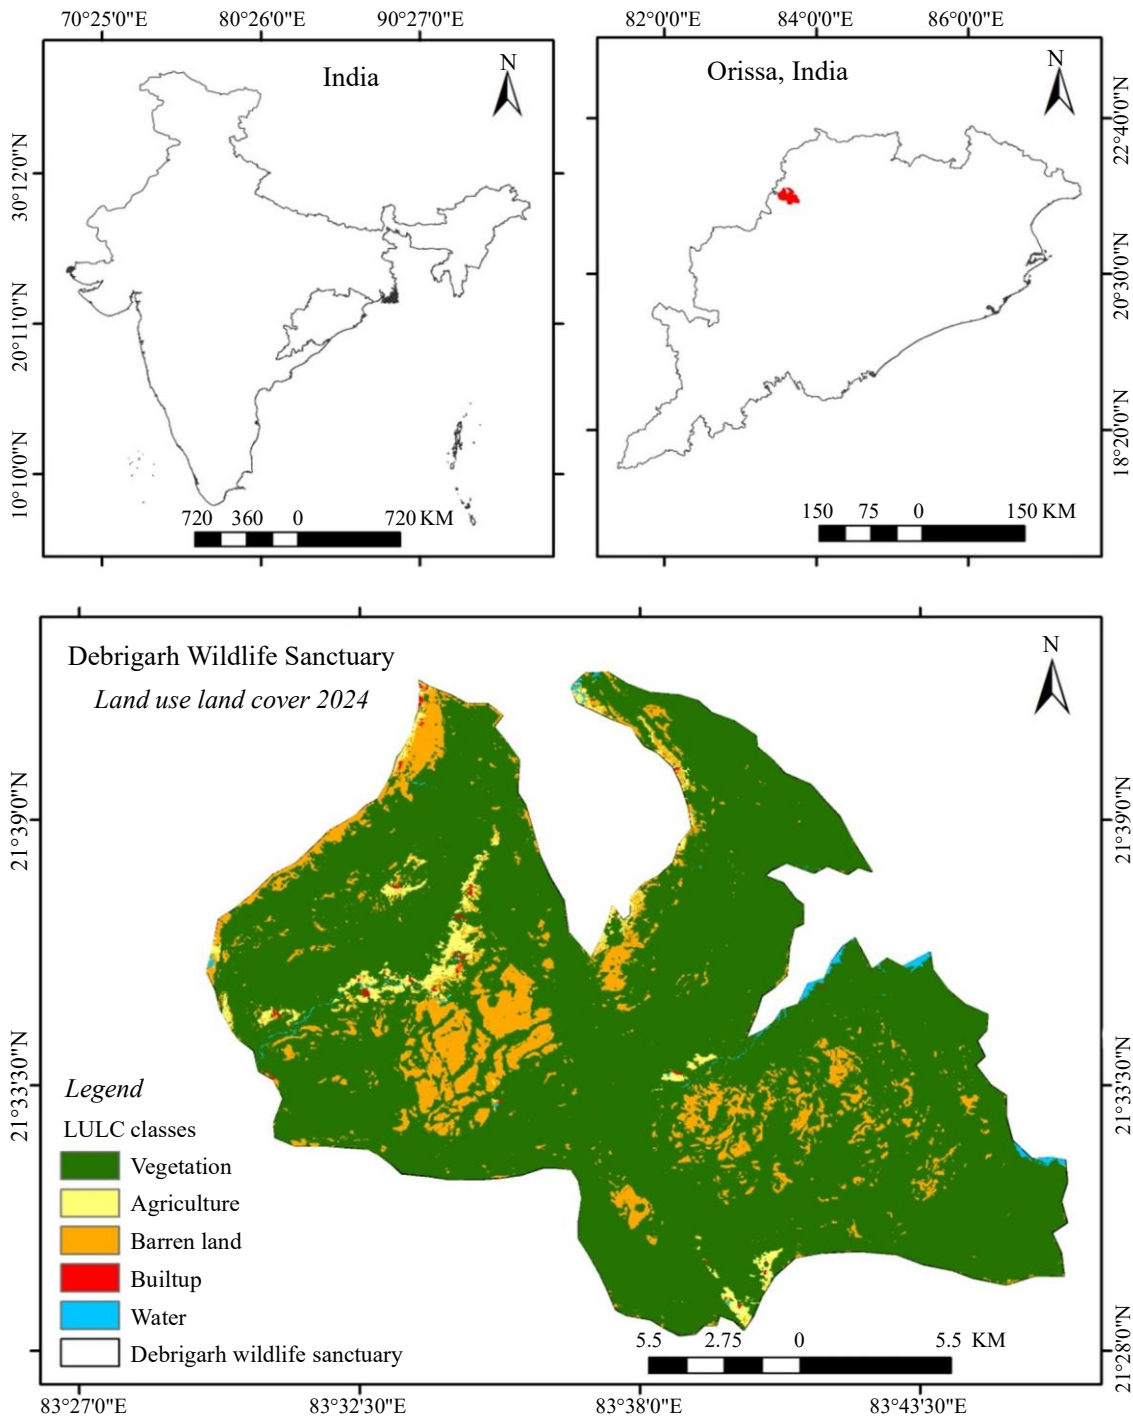 70°25'0"E 80°26'0"E 90°27'0"E
82°0'0"E 84°0'0"E 86°0'0"E
India
N
30°12'0"N
20°11'0"N
10°10'0"N
720 360 0 720 KM
Orissa, India
N
22°40'0"N
20°30'0"N
18°20'0"N
150 75 0 150 KM
Debrigarh Wildlife Sanctuary
Land use land cover 2024
N
21°39'0"N
21°33'30"N
21°39'0"N
21°33'30"N
21°28'0"N
Legend
LULC classes
Vegetation
Agriculture
Barren land
Builtup
Water
Debrigarh wildlife sanctuary
5.5 2.75 0 5.5 KM
83°27'0"E 83°32'30"E 83°38'0"E 83°43'30"E